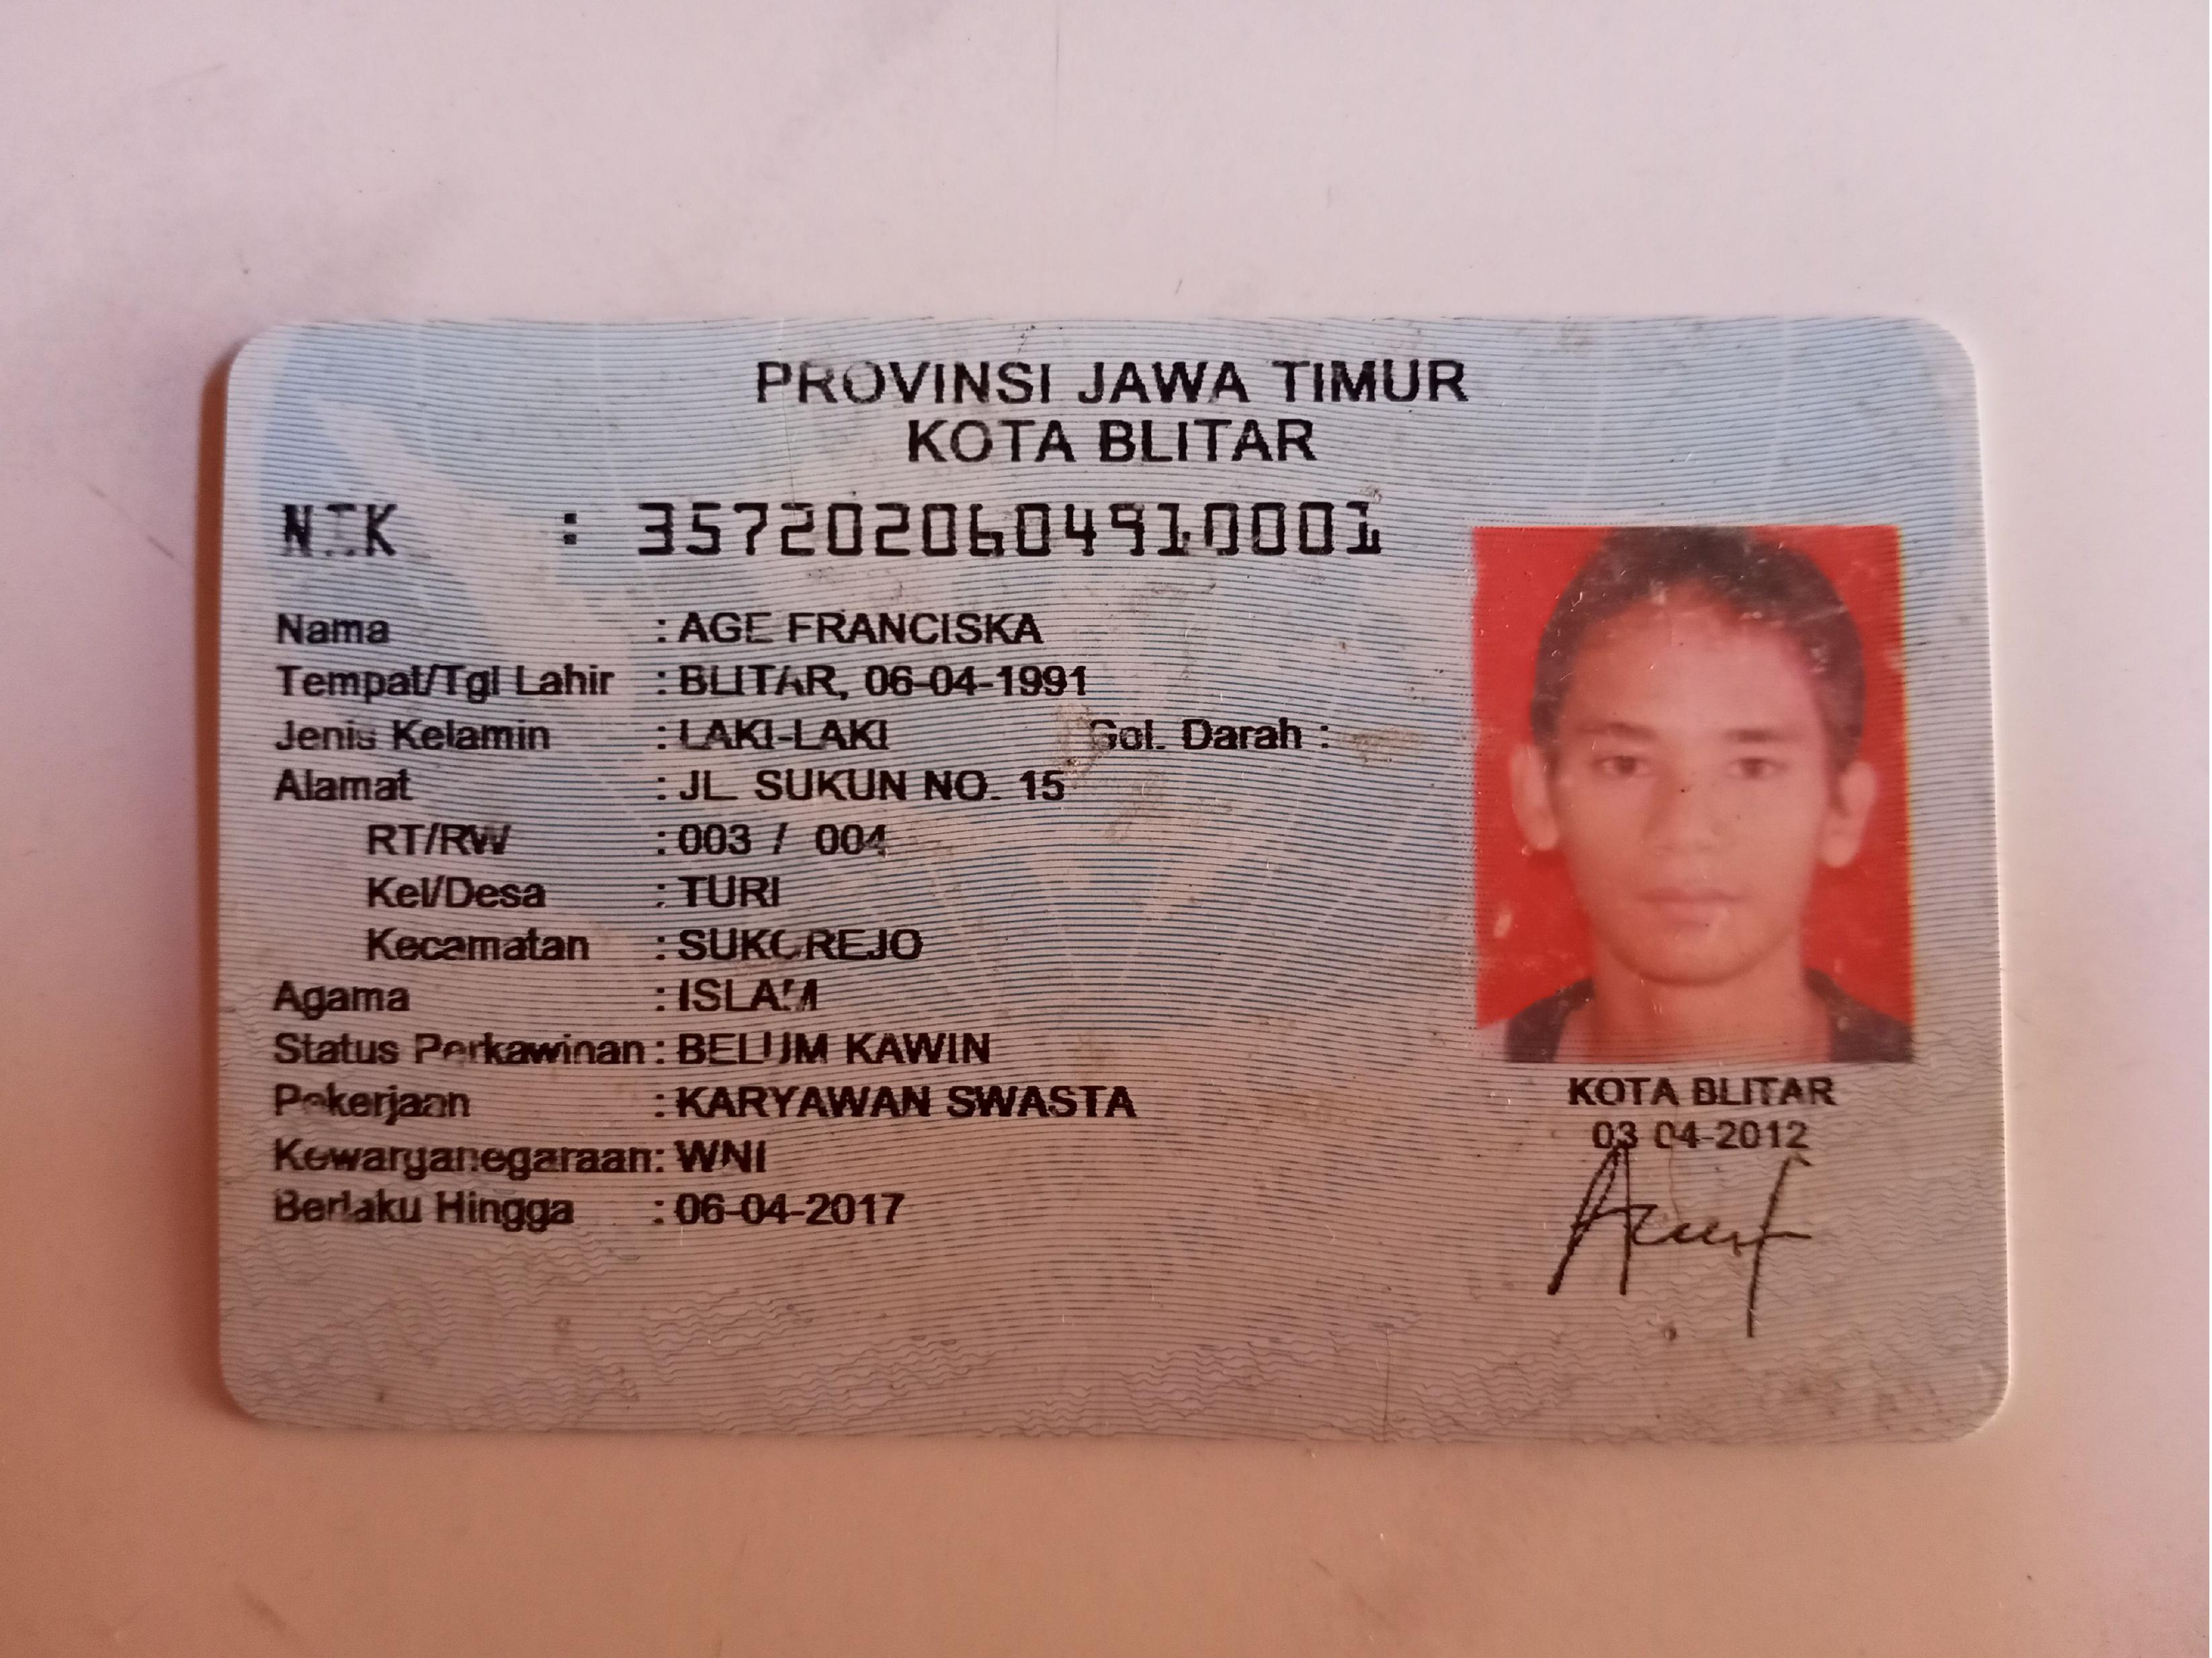 PROVINSI JAWA TIMUR
KOTA BLITAR
NIK : 3572020604910001
Nama : AGE FRANCISKA
Tempat/Tgl Lahir : BLITAR, 06-04-1991
Jenis Kelamin : LAKI-LAKI Gol. Darah :
Alamat : JL SUKUN NO. 15
RT/RW : 003 / 004
Kel/Desa : TURI
Kecamatan : SUKOREJO
Agama : ISLAM
Status Perkawinan : BELUM KAWIN
Pekerjaan : KARYAWAN SWASTA
Kewarganegaraan : WNI
Berlaku Hingga : 06-04-2017
KOTA BLITAR
03-04-2012